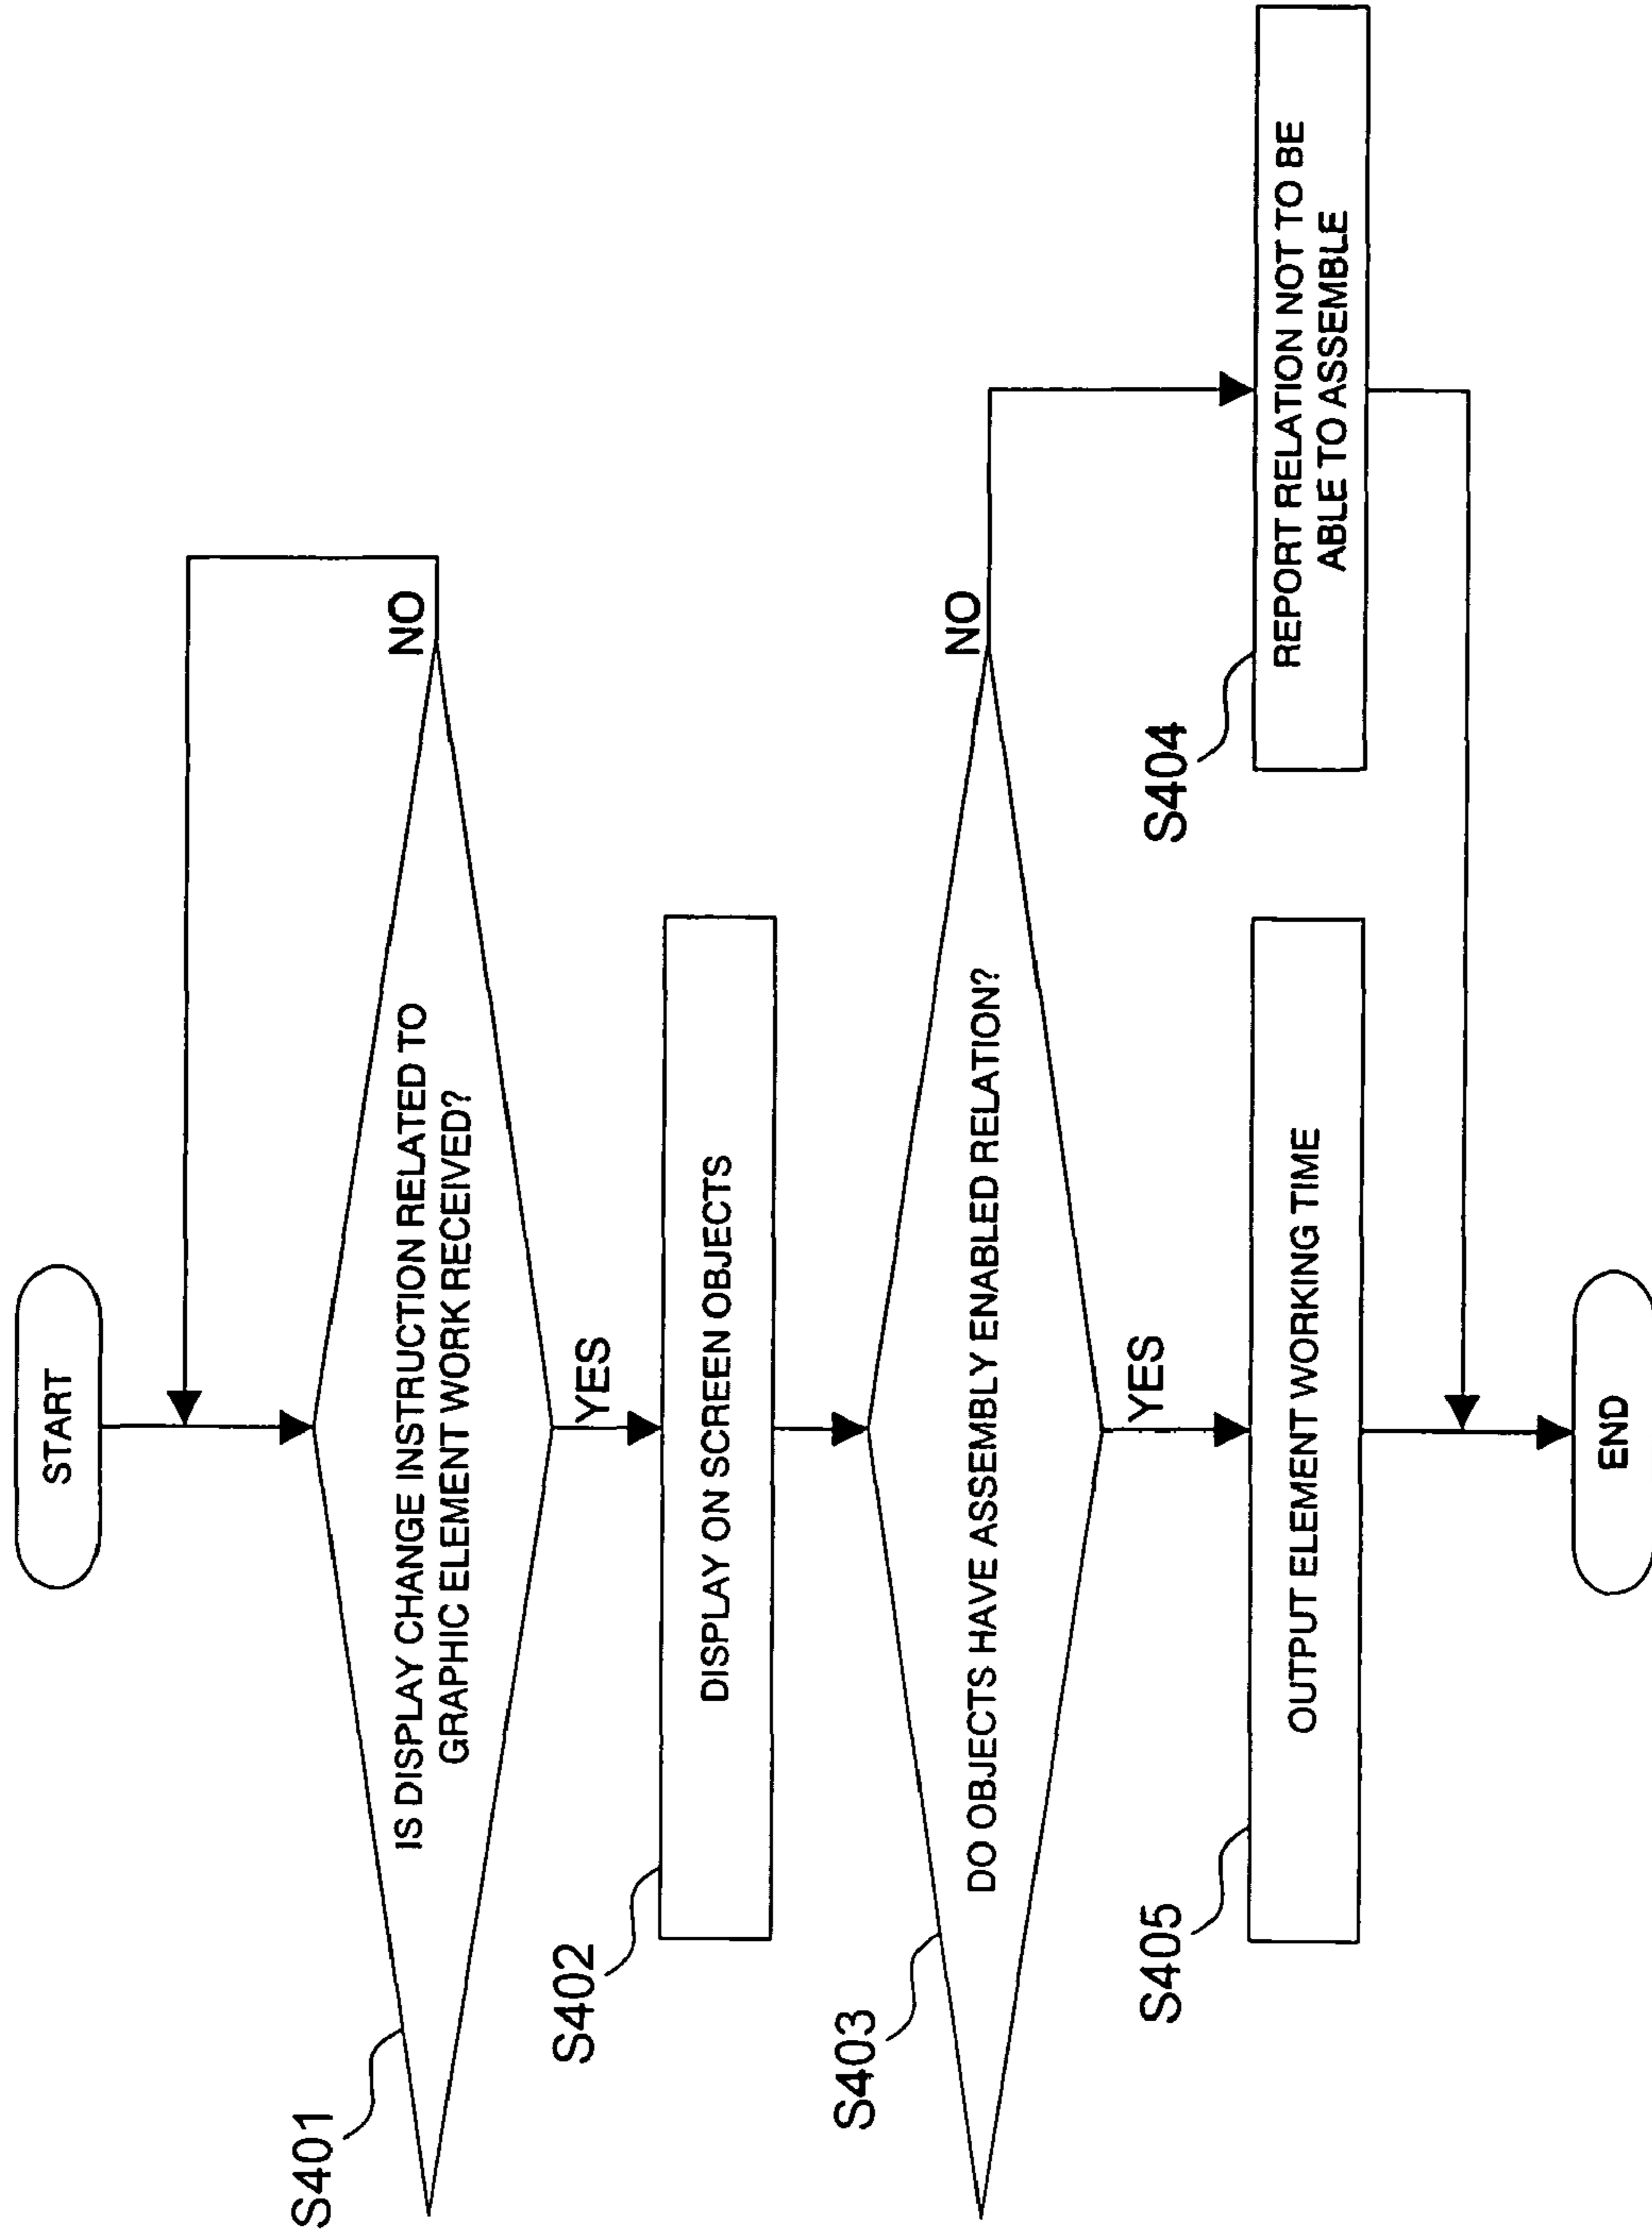 START
S401
IS DISPLAY CHANGE INSTRUCTION RELATED TO
GRAPHIC ELEMENT WORK RECEIVED?
NO
YES
S402
DISPLAY ON SCREEN OBJECTS
S403
DO OBJECTS HAVE ASSEMBLY ENABLED RELATION?
NO
YES
S404
REPORT RELATION NOT TO BE
ABLE TO ASSEMBLE
S405
OUTPUT ELEMENT WORKING TIME
END